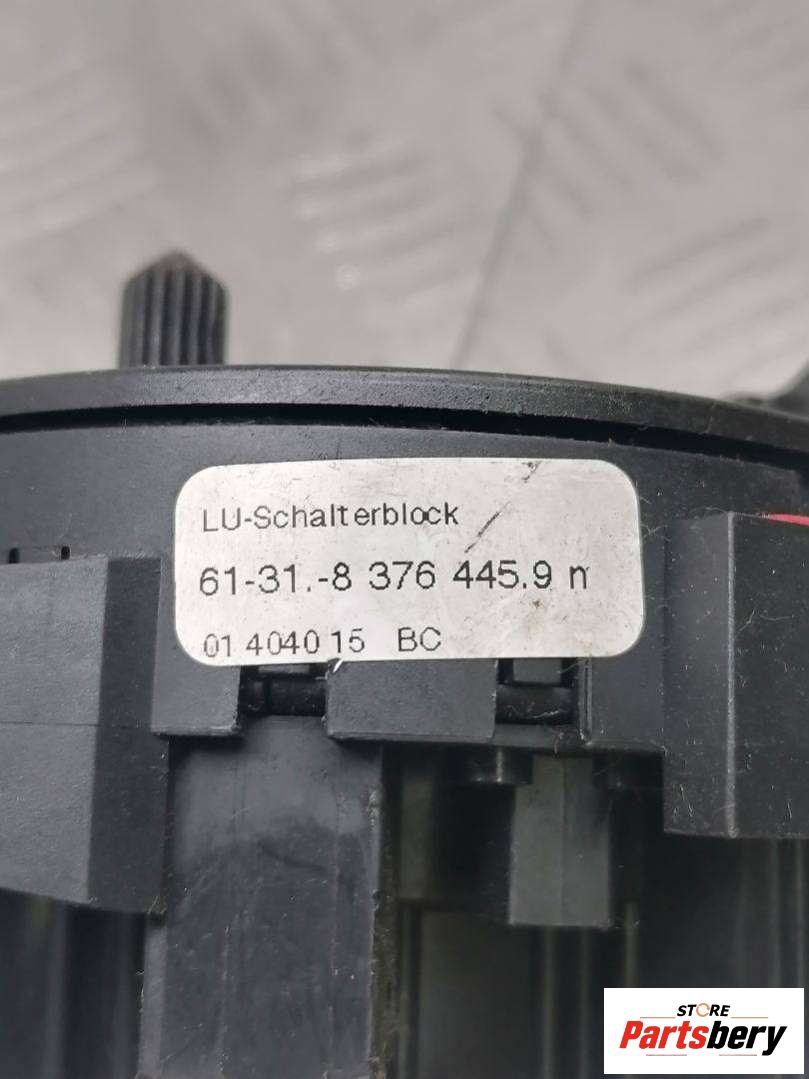 LU-Schalterblock
61-31.-8 376 445.9 n
01 404015 BC
STORE
Partsbery